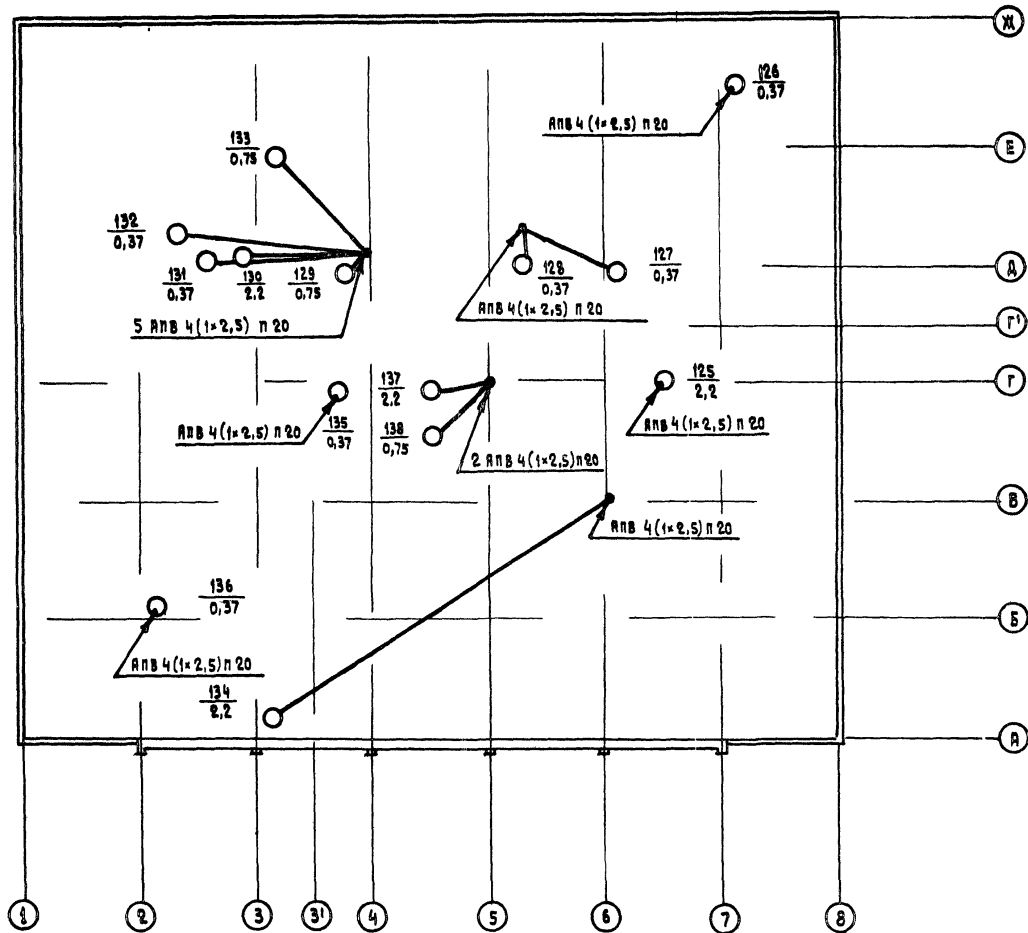 Ж
126
0,37
АПВ 4 (1×2,5) П 20
133
0,75
Е
132
0,37
131
0,37
130
2.2
129
0,75
128
0,37
127
0,37
Д
5 АПВ 4 (1×2,5) П 20
АПВ 4 (1×2,5) П 20
Г'
137
2.2
125
2,2
Г
135
0,37
138
0,75
АПВ 4 (1×2,5) П 20
АПВ 4 (1×2,5) П 20
2 АПВ 4 (1×2,5) П 20
В
АПВ 4 (1×2,5) П 20
136
0,37
Б
АПВ 4 (1×2,5) П 20
134
2,2
А
1
2
3
3'
4
5
6
7
8